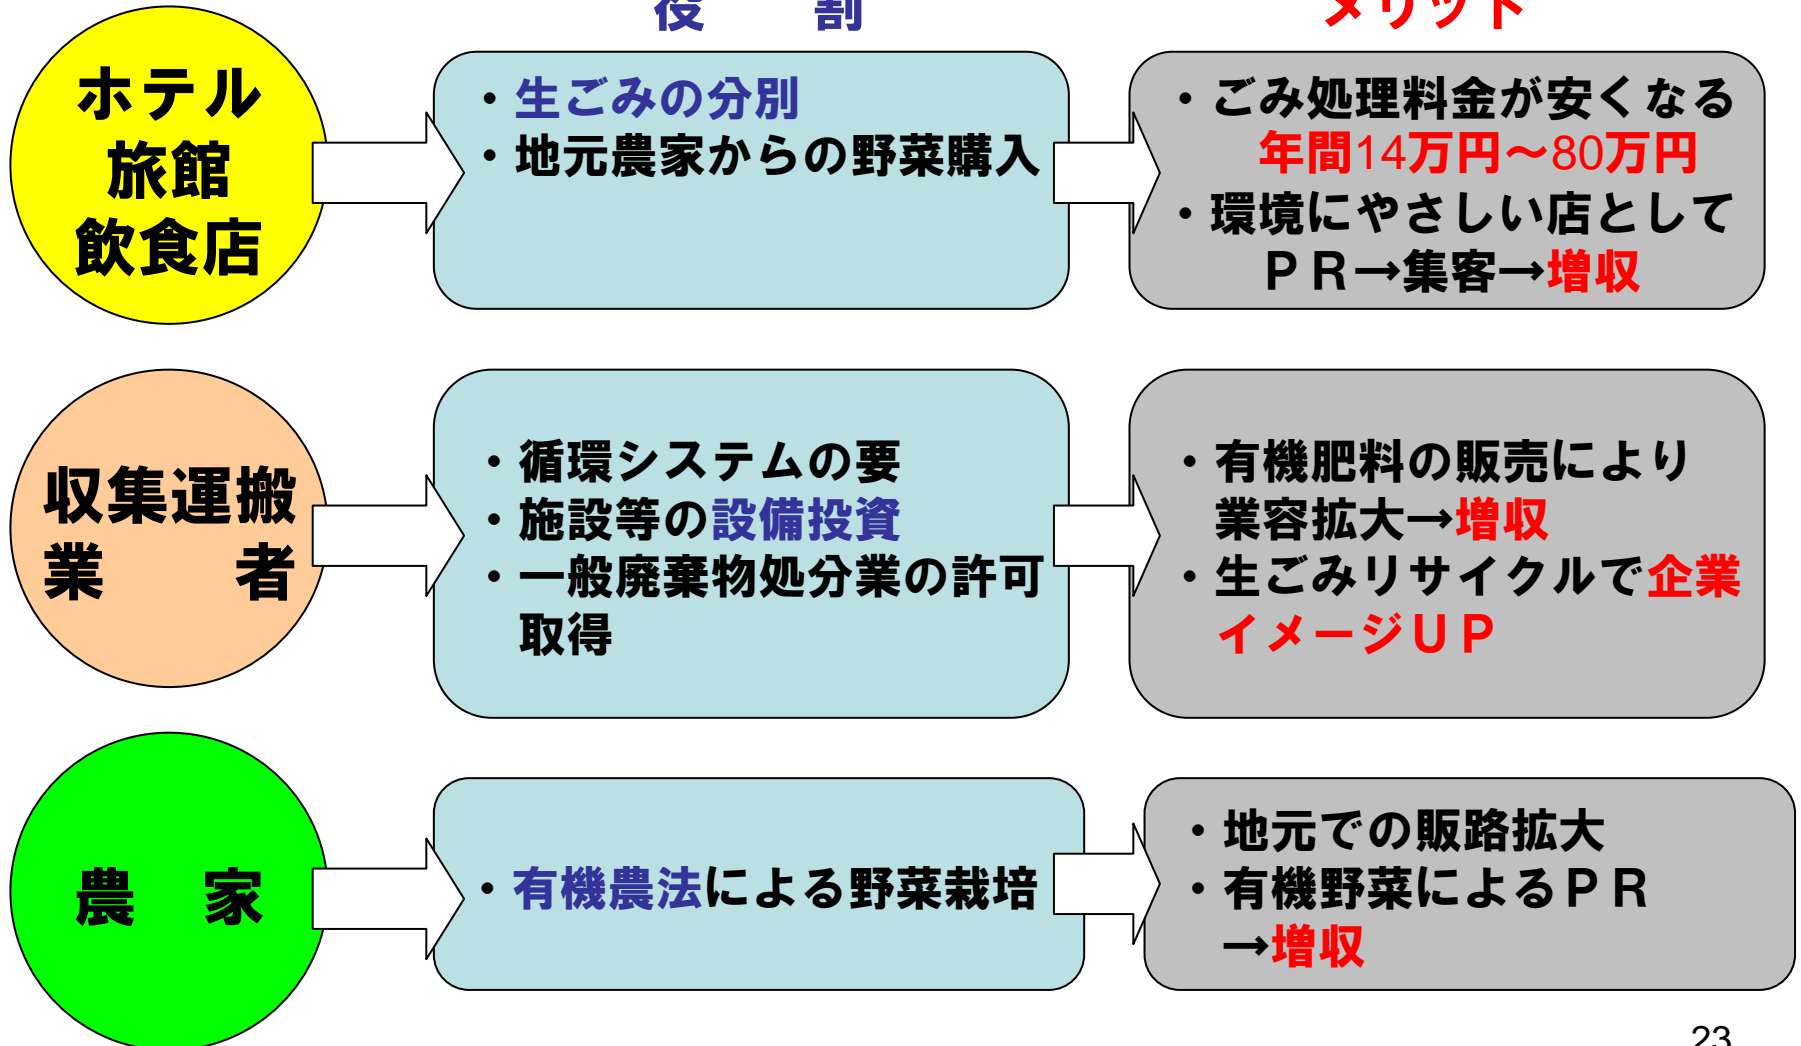 役　割
メリット
ホテル
旅館
飲食店
・生ごみの分別
・地元農家からの野菜購入
・ごみ処理料金が安くなる
年間14万円～80万円
・環境にやさしい店として
ＰＲ→集客→増収
収集運搬
業　者
・循環システムの要
・施設等の設備投資
・一般廃棄物処分業の許可
取得
・有機肥料の販売により
業容拡大→増収
・生ごみリサイクルで企業
イメージＵＰ
農　家
・有機農法による野菜栽培
・地元での販路拡大
・有機野菜によるＰＲ
→増収
23